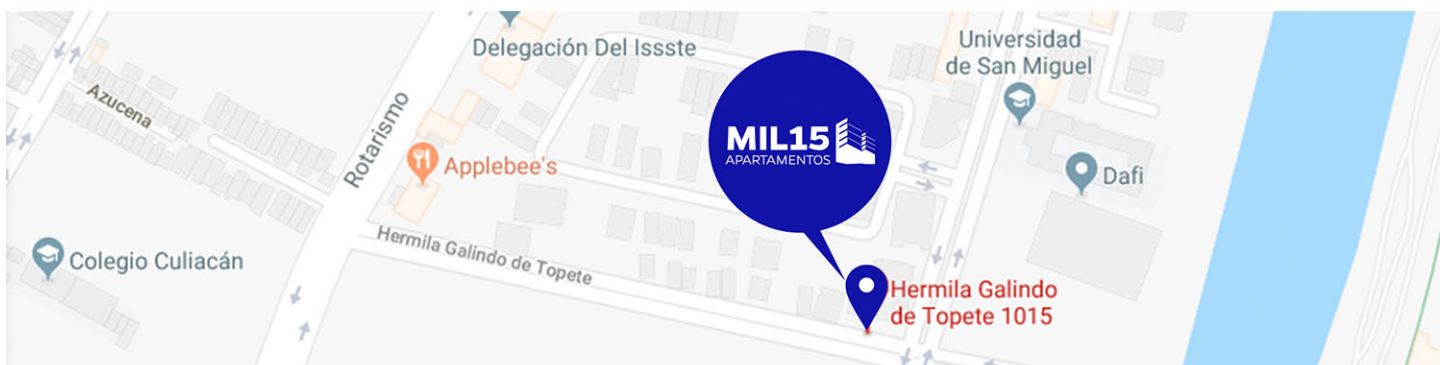 Delegación Del Issste
Universidad
de San Miguel
Azucena
Rotarismo
MIL15
APARTAMENTOS
Applebee's
Dafi
Hermila Galindo de Topete
Colegio Culiacán
Hermila Galindo
de Topete 1015